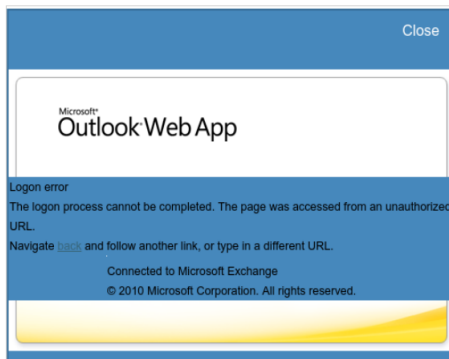 Close
Microsoft®
Outlook Web App
Logon error
The logon process cannot be completed. The page was accessed from an unauthorized
URL.
Navigate back and follow another link, or type in a different URL.
Connected to Microsoft Exchange
© 2010 Microsoft Corporation. All rights reserved.